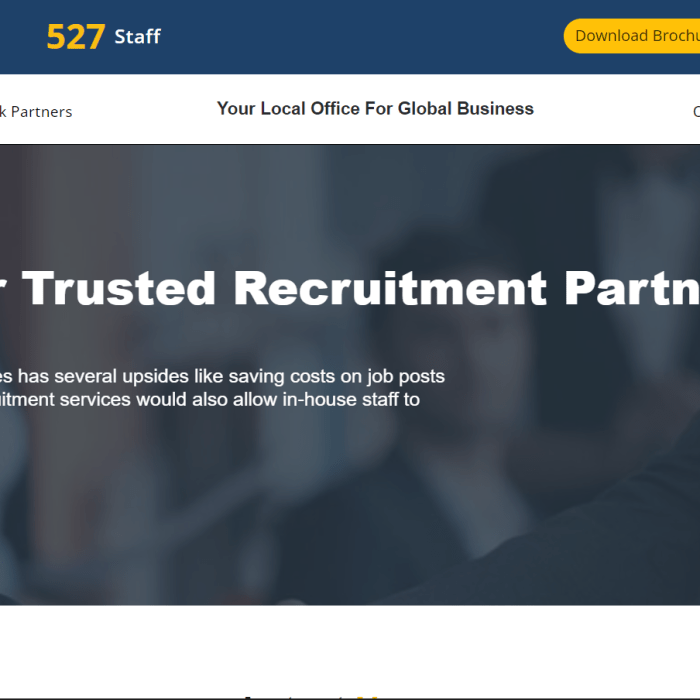 527 Staff
Download Brochu
k Partners
Your Local Office For Global Business
Trusted Recruitment Partn
es has several upsides like saving costs on job posts
uitment services would also allow in-house staff to